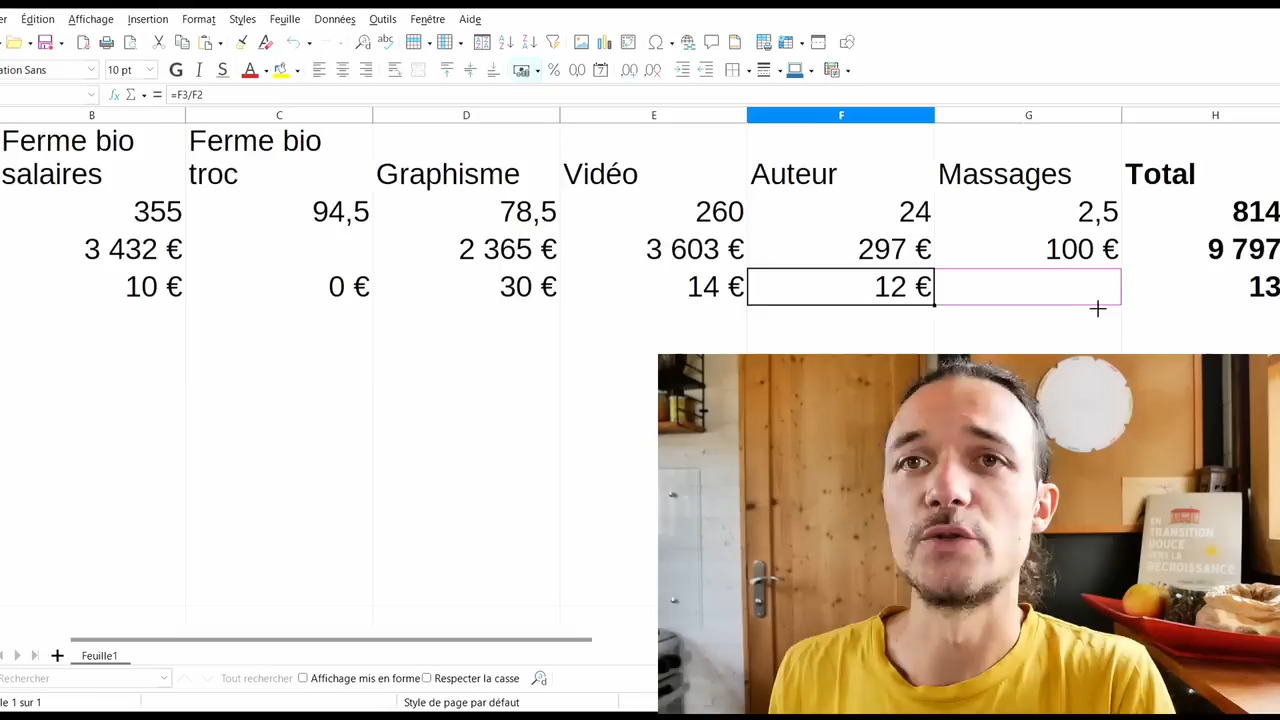 er Édition Affichage Insertion Format Styles Feuille Données Outils Fenêtre Aide
ation Sans 10 pt G I S
=F3/F2
B C D E F G H
Ferme bio salaires Ferme bio troc Graphisme Vidéo Auteur Massages Total
355 94,5 78,5 260 24 2,5 814
3 432 € 2 365 € 3 603 € 297 € 100 € 9 797
10 € 0 € 30 € 14 € 12 € 13
EN
TRANSITION
DOUCE
VERS LA
DÉCROISSANCE
Feuille1
Rechercher Tout rechercher Affichage mis en forme Respecter la casse
le 1 sur 1 Style de page par défaut